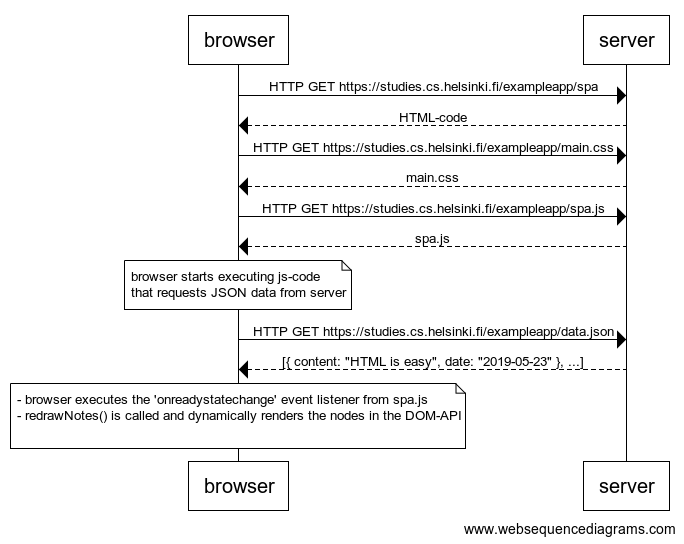 browser
server
HTTP GET https://studies.cs.helsinki.fi/exampleapp/spa
HTML-code
HTTP GET https://studies.cs.helsinki.fi/exampleapp/main.css
main.css
HTTP GET https://studies.cs.helsinki.fi/exampleapp/spa.js
spa.js
browser starts executing js-code
that requests JSON data from server
HTTP GET https://studies.cs.helsinki.fi/exampleapp/data.json
[{ content: "HTML is easy", date: "2019-05-23" }, ...]
- browser executes the 'onreadystatechange' event listener from spa.js
- redrawNotes() is called and dynamically renders the nodes in the DOM-API
browser
server
www.websequencediagrams.com